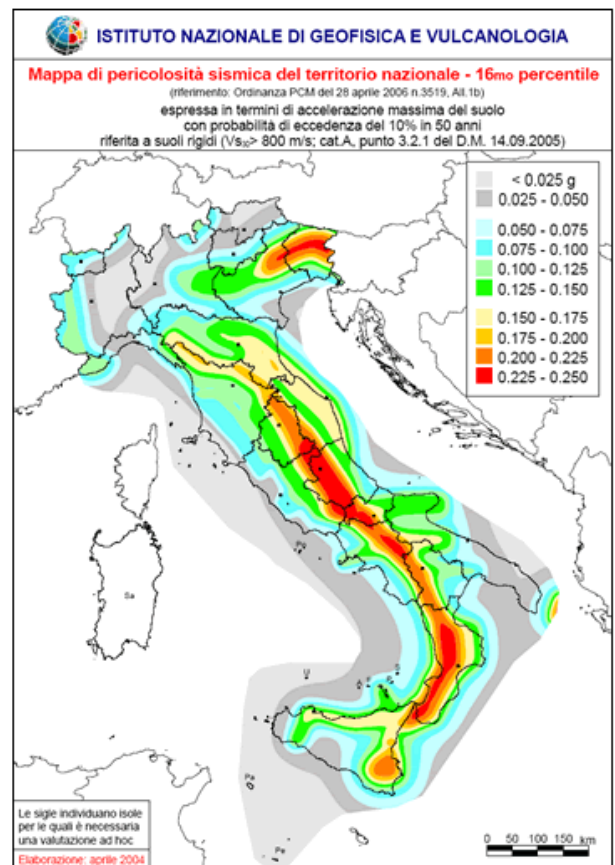 ISTITUTO NAZIONALE DI GEOFISICA E VULCANOLOGIA
Mappa di pericolosità sismica del territorio nazionale - 16mo percentile
(riferimento: Ordinanza PCM del 28 aprile 2006 n.3519, All.1b)
espressa in termini di accelerazione massima del suolo
con probabilità di eccedenza del 10% in 50 anni
riferita a suoli rigidi (Vs30> 800 m/s; cat.A, punto 3.2.1 del D.M. 14.09.2005)
< 0.025 g
0.025 - 0.050
0.050 - 0.075
0.075 - 0.100
0.100 - 0.125
0.125 - 0.150
0.150 - 0.175
0.175 - 0.200
0.200 - 0.225
0.225 - 0.250
Sa
U
Pa
Pe
Le sigle individuano isole
per le quali è necessaria
una valutazione ad hoc
Elaborazione: aprile 2004
0 50 100 150 km